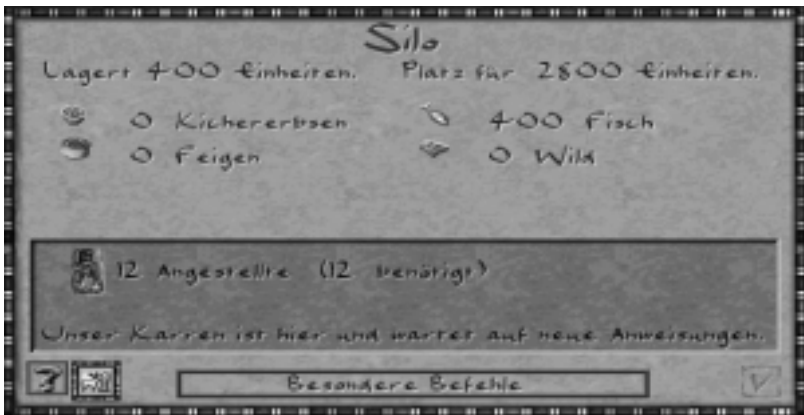 Silo
Lagert 400 Einheiten. Platz für 2800 Einheiten.
0 Kichererbsen 400 Fisch
0 Feigen 0 Wild
12 Angestellte (12 benötigt)
Unser Karren ist hier und wartet auf neue Anweisungen.
? Besondere Befehle